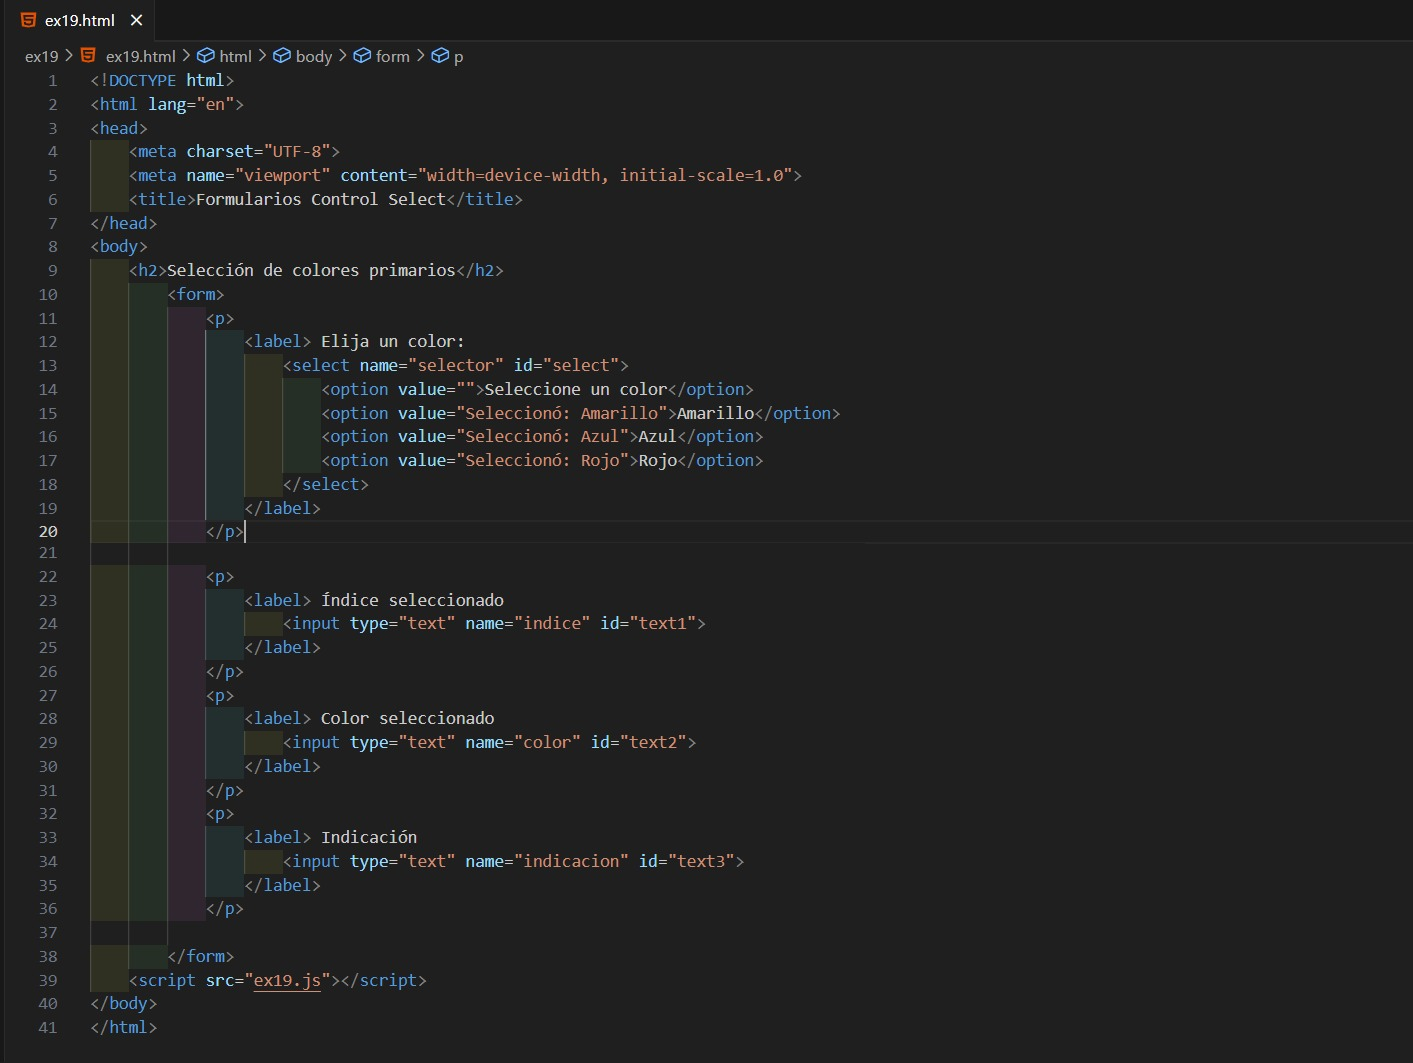 ex19.html
ex19 > ex19.html > html > body > form > p
1 <!DOCTYPE html>
2 <html lang="en">
3 <head>
4 <meta charset="UTF-8">
5 <meta name="viewport" content="width=device-width, initial-scale=1.0">
6 <title>Formularios Control Select</title>
7 </head>
8 <body>
9 <h2>Selección de colores primarios</h2>
10 <form>
11 <p>
12 <label> Elija un color:
13 <select name="selector" id="select">
14 <option value="">Seleccione un color</option>
15 <option value="Seleccionó: Amarillo">Amarillo</option>
16 <option value="Seleccionó: Azul">Azul</option>
17 <option value="Seleccionó: Rojo">Rojo</option>
18 </select>
19 </label>
20 </p>
21
22 <p>
23 <label> Índice seleccionado
24 <input type="text" name="indice" id="text1">
25 </label>
26 </p>
27 <p>
28 <label> Color seleccionado
29 <input type="text" name="color" id="text2">
30 </label>
31 </p>
32 <p>
33 <label> Indicación
34 <input type="text" name="indicacion" id="text3">
35 </label>
36 </p>
37
38 </form>
39 <script src="ex19.js"></script>
40 </body>
41 </html>